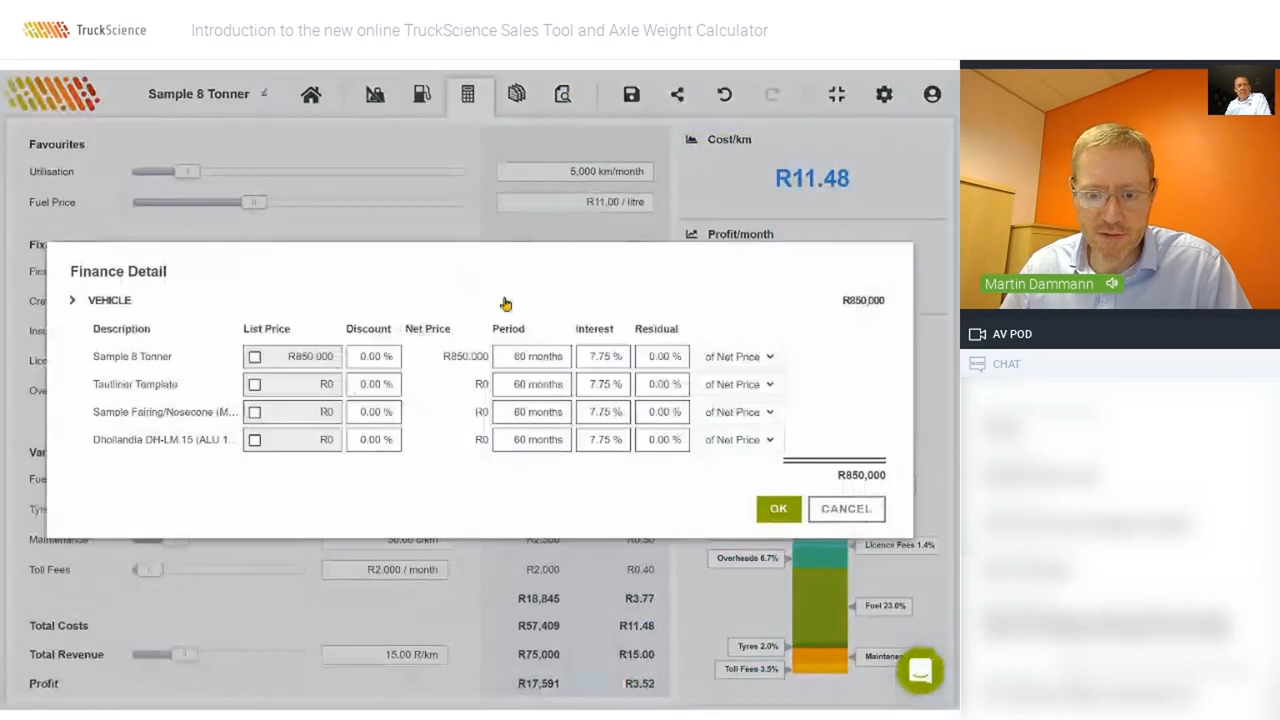 TruckScience
Introduction to the new online TruckScience Sales Tool and Axle Weight Calculator
Sample 8 Tonner
Favourites
Utilisation 5,000 km/month
Fuel Price R11.00 / litre
Cost/km
R11.48
Profit/month
Finance Detail
VEHICLE R850,000
Description List Price Discount Net Price Period Interest Residual
Sample 8 Tonner R850 000 0.00 % R850,000 60 months 7.75 % 0.00 % of Net Price
Tautliner Template R0 0.00 % R0 60 months 7.75 % 0.00 % of Net Price
Sample Fairing/Nosecone (M... R0 0.00 % R0 60 months 7.75 % 0.00 % of Net Price
Dhollandia DH-LM.15 (ALU 1... R0 0.00 % R0 60 months 7.75 % 0.00 % of Net Price
R850,000
OK CANCEL
Maintenance R2,500 R0.50
Toll Fees R2,000 / month R2,000 R0.40
R18,845 R3.77
Total Costs R57,409 R11.48
Total Revenue 15.00 R/km R75,000 R15.00
Profit R17,591 R3.52
Licence Fees 1.4%
Overheads 6.7%
Fuel 23.0%
Tyres 2.0%
Toll Fees 3.5%
Martin Dammann
AV POD
CHAT